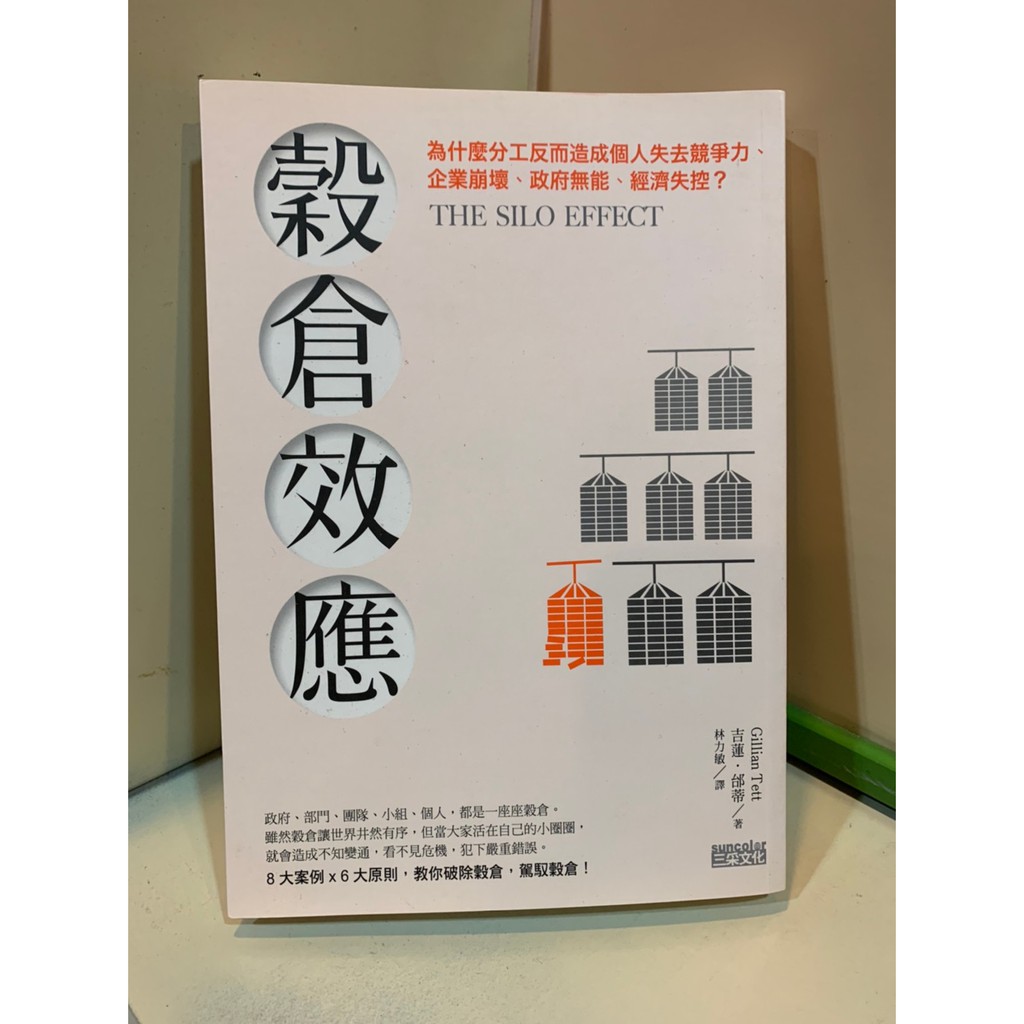 穀倉效應
為什麼分工反而造成個人失去競爭力、
企業崩壞、政府無能、經濟失控？
THE SILO EFFECT
Gillian Tett
吉蓮・邰蒂／著
林力敏／譯
政府、部門、團隊、小組、個人，都是一座座穀倉。
雖然穀倉讓世界井然有序，但當大家活在自己的小圈圈，
就會造成不知變通，看不見危機，犯下嚴重錯誤。
8大案例 x 6大原則，教你破除穀倉，駕馭穀倉！
suncolor
三采文化